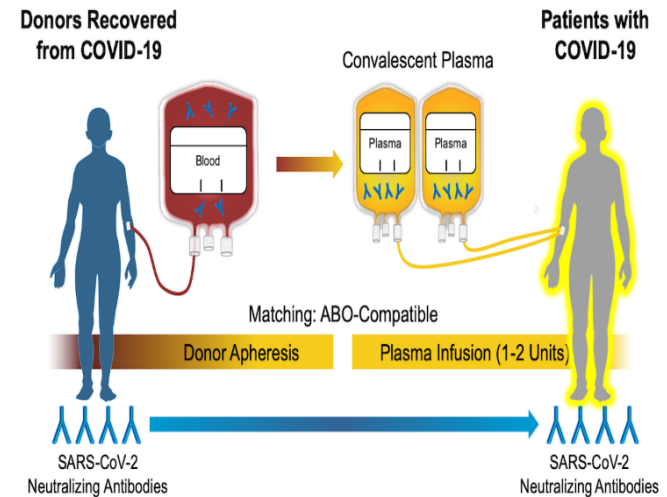 Donors Recovered
from COVID-19
Patients with
COVID-19
Convalescent Plasma
Blood
Plasma
Plasma
Matching: ABO-Compatible
Donor Apheresis
Plasma Infusion (1-2 Units)
SARS-CoV-2
Neutralizing Antibodies
SARS-CoV-2
Neutralizing Antibodies